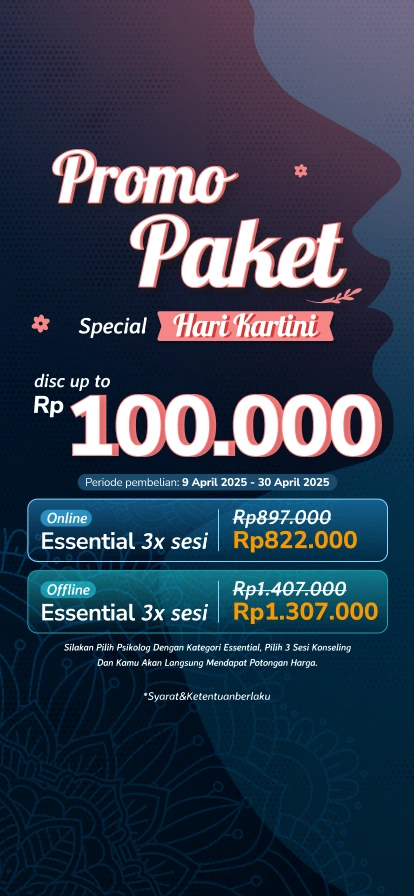 Promo
Paket
Special Hari Kartini
disc up to
Rp 100.000
Periode pembelian: 9 April 2025 - 30 April 2025
Online
Essential 3x sesi
Rp897.000
Rp822.000
Offline
Essential 3x sesi
Rp1.407.000
Rp1.307.000
Silakan Pilih Psikolog Dengan Kategori Essential, Pilih 3 Sesi Konseling
Dan Kamu Akan Langsung Mendapat Potongan Harga.
*Syarat&Ketentuanberlaku